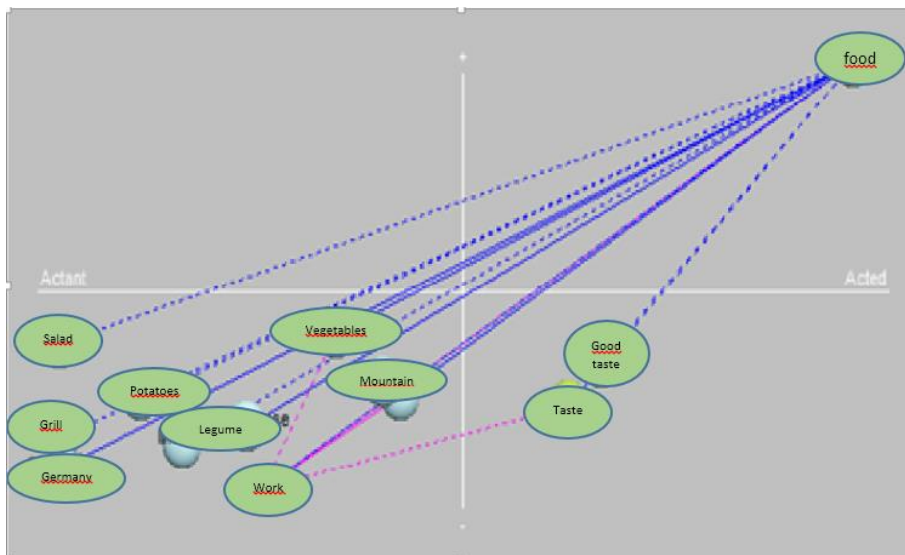 food
Actant
Acted
Salad
Vegetables
Good
taste
Potatoes
Mountain
Grill
Legume
Taste
Germany
Work